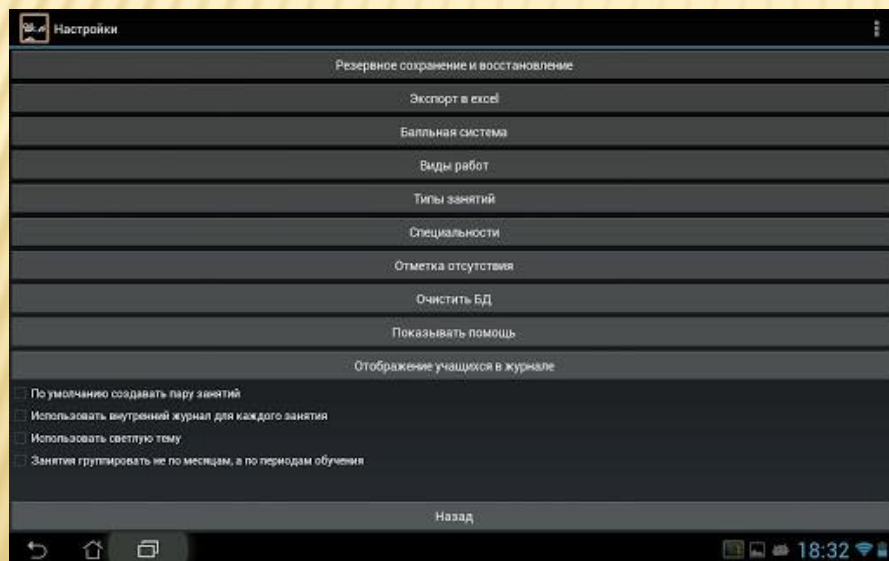 Настройки
Резервное сохранение и восстановление
Экспорт в excel
Балльная система
Виды работ
Типы занятий
Специальности
Отметка отсутствия
Очистить БД
Показывать помощь
Отображение учащихся в журнале
По умолчанию создавать пару занятий
Использовать внутренний журнал для каждого занятия
Использовать светлую тему
Занятия группировать не по месяцам, а по периодам обучения
Назад
18:32